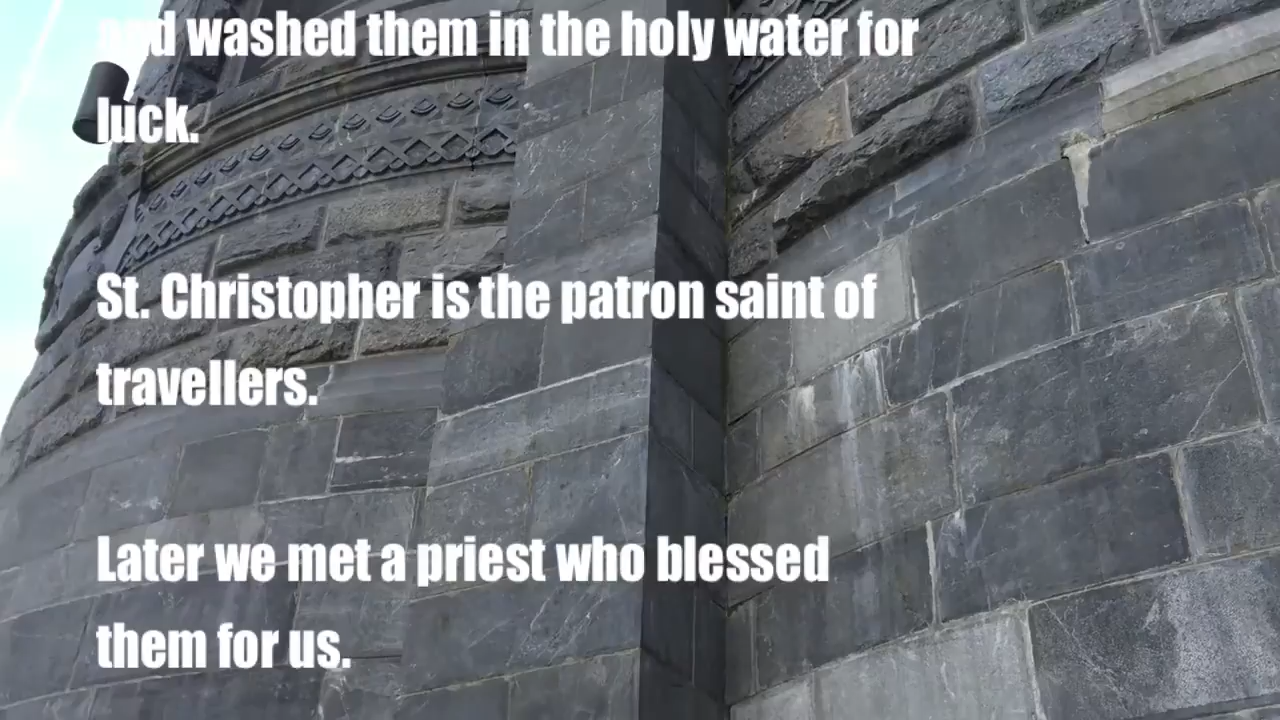 and washed them in the holy water for
luck.
St. Christopher is the patron saint of
travellers.
Later we met a priest who blessed
them for us.